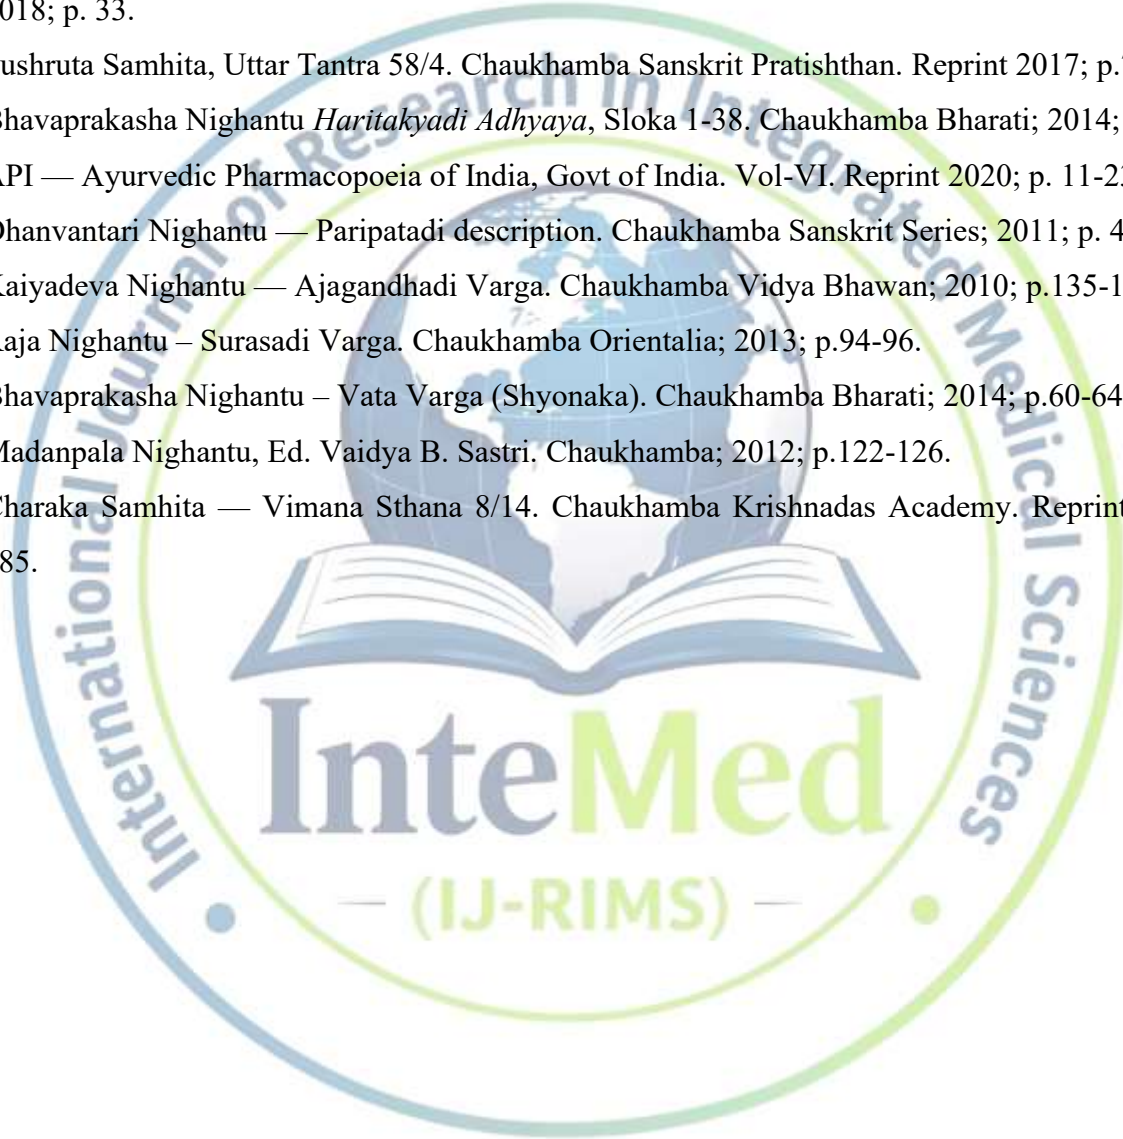 018; p. 33.
ushruta Samhita, Uttar Tantra 58/4. Chaukhamba Sanskrit Pratishthan. Reprint 2017; p.
Bhavaprakasha Nighantu Haritakyadi Adhyaya, Sloka 1-38. Chaukhamba Bharati; 2014;
API — Ayurvedic Pharmacopoeia of India, Govt of India. Vol-VI. Reprint 2020; p. 11-2
Dhanvantari Nighantu — Paripatadi description. Chaukhamba Sanskrit Series; 2011; p. 4
Kaiyadeva Nighantu — Ajagandhadi Varga. Chaukhamba Vidya Bhawan; 2010; p.135-1
Raja Nighantu – Surasadi Varga. Chaukhamba Orientalia; 2013; p.94-96.
Bhavaprakasha Nighantu – Vata Varga (Shyonaka). Chaukhamba Bharati; 2014; p.60-64
Madanpala Nighantu, Ed. Vaidya B. Sastri. Chaukhamba; 2012; p.122-126.
Charaka Samhita — Vimana Sthana 8/14. Chaukhamba Krishnadas Academy. Reprint
85.
International Journal of Research in Integrated Medical Sciences
InteMed
(IJ-RIMS)